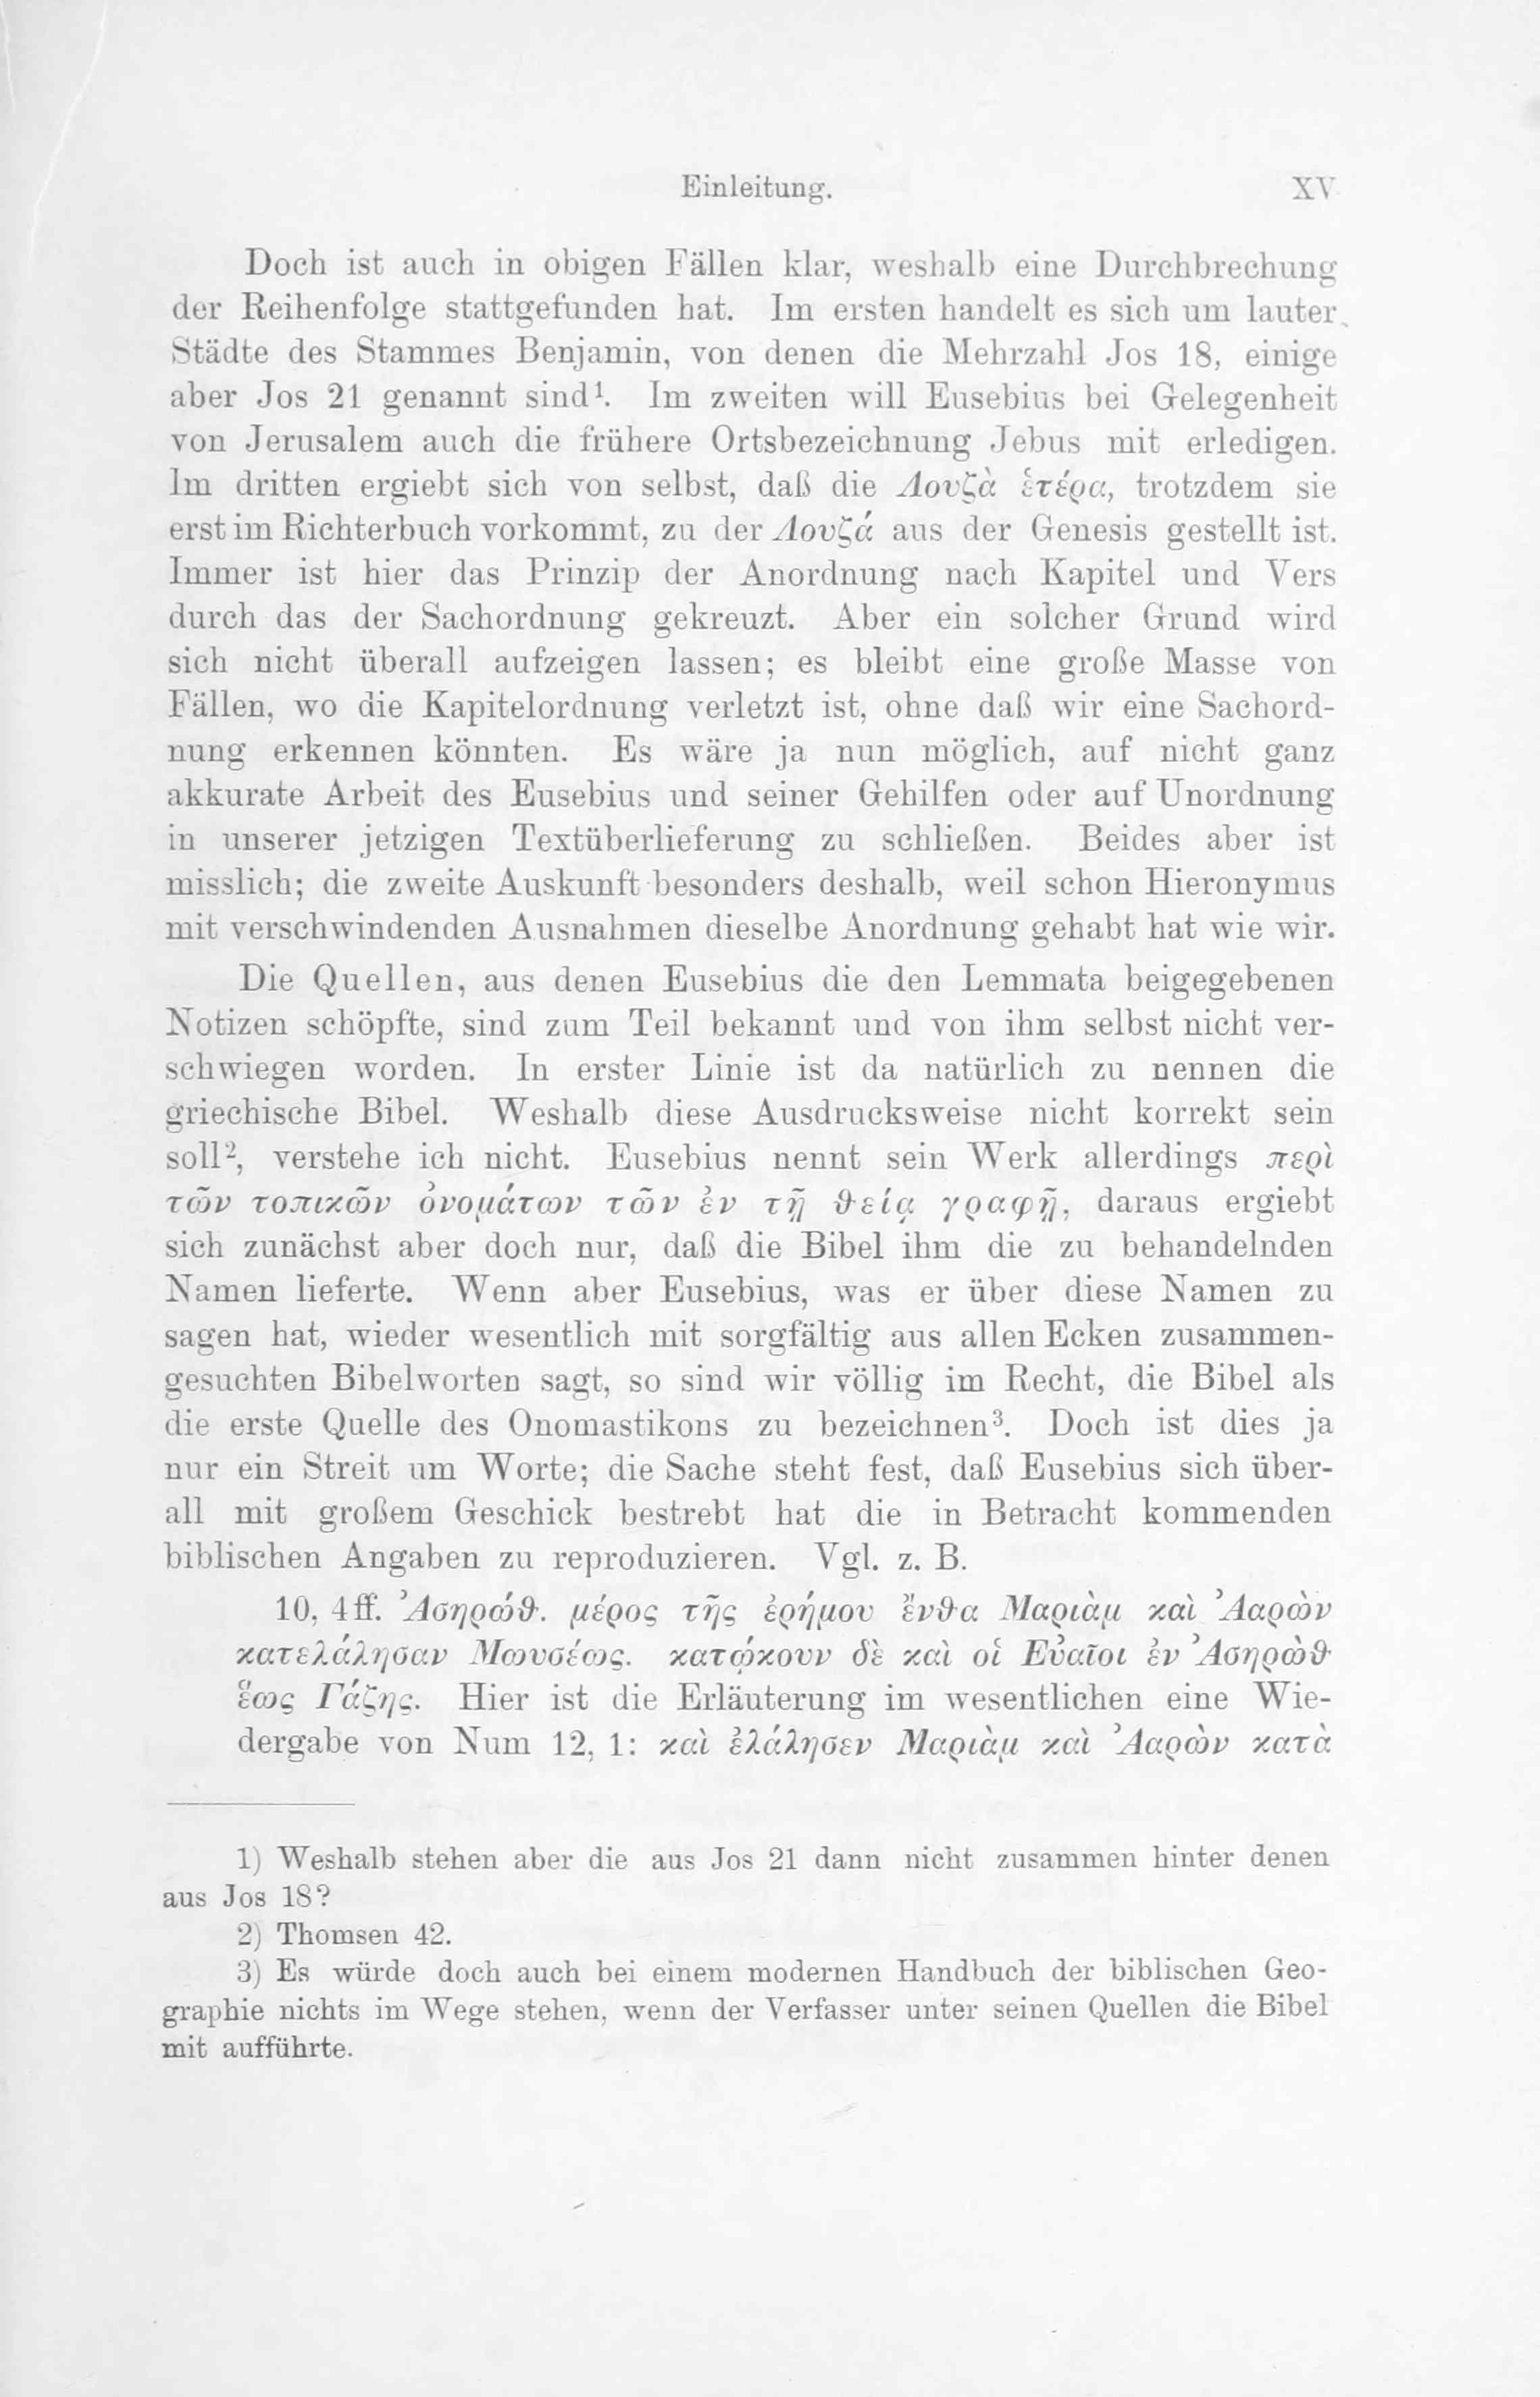 Einleitung. XV
Doch ist auch in obigen Fällen klar, weshalb eine Durchbrechung
der Reihenfolge stattgefunden hat. Im ersten handelt es sich um lauter
Städte des Stammes Benjamin, von denen die Mehrzahl Jos 18, einige
aber Jos 21 genannt sind¹. Im zweiten will Eusebius bei Gelegenheit
von Jerusalem auch die frühere Ortsbezeichnung Jebus mit erledigen.
Im dritten ergiebt sich von selbst, daß die Λουζὰ ἑτέρα, trotzdem sie
erst im Richterbuch vorkommt, zu der Λουζά aus der Genesis gestellt ist.
Immer ist hier das Prinzip der Anordnung nach Kapitel und Vers
durch das der Sachordnung gekreuzt. Aber ein solcher Grund wird
sich nicht überall aufzeigen lassen; es bleibt eine große Masse von
Fällen, wo die Kapitelordnung verletzt ist, ohne daß wir eine Sachord-
nung erkennen könnten. Es wäre ja nun möglich, auf nicht ganz
akkurate Arbeit des Eusebius und seiner Gehilfen oder auf Unordnung
in unserer jetzigen Textüberlieferung zu schließen. Beides aber ist
misslich; die zweite Auskunft besonders deshalb, weil schon Hieronymus
mit verschwindenden Ausnahmen dieselbe Anordnung gehabt hat wie wir.
Die Quellen, aus denen Eusebius die den Lemmata beigegebenen
Notizen schöpfte, sind zum Teil bekannt und von ihm selbst nicht ver-
schwiegen worden. In erster Linie ist da natürlich zu nennen die
griechische Bibel. Weshalb diese Ausdrucksweise nicht korrekt sein
soll², verstehe ich nicht. Eusebius nennt sein Werk allerdings περὶ
τῶν τοπικῶν ὀνομάτων τῶν ἐν τῇ θείᾳ γραφῇ, daraus ergiebt
sich zunächst aber doch nur, daß die Bibel ihm die zu behandelnden
Namen lieferte. Wenn aber Eusebius, was er über diese Namen zu
sagen hat, wieder wesentlich mit sorgfältig aus allen Ecken zusammen-
gesuchten Bibelworten sagt, so sind wir völlig im Recht, die Bibel als
die erste Quelle des Onomastikons zu bezeichnen³. Doch ist dies ja
nur ein Streit um Worte; die Sache steht fest, daß Eusebius sich über-
all mit großem Geschick bestrebt hat die in Betracht kommenden
biblischen Angaben zu reproduzieren. Vgl. z. B.
10, 4ff. Ἀσηρώθ. μέρος τῆς ἐρήμου ἔνθα Μαριὰμ καὶ Ἀαρὼν
κατελάλησαν Μωυσέως. κατῴκουν δὲ καὶ οἱ Εὐαῖοι ἐν Ἀσηρὼθ
ἕως Γάζης. Hier ist die Erläuterung im wesentlichen eine Wie-
dergabe von Num 12, 1: καὶ ἐλάλησεν Μαριὰμ καὶ Ἀαρὼν κατὰ
1) Weshalb stehen aber die aus Jos 21 dann nicht zusammen hinter denen
aus Jos 18?
2) Thomsen 42.
3) Es würde doch auch bei einem modernen Handbuch der biblischen Geo-
graphie nichts im Wege stehen, wenn der Verfasser unter seinen Quellen die Bibel
mit aufführte.